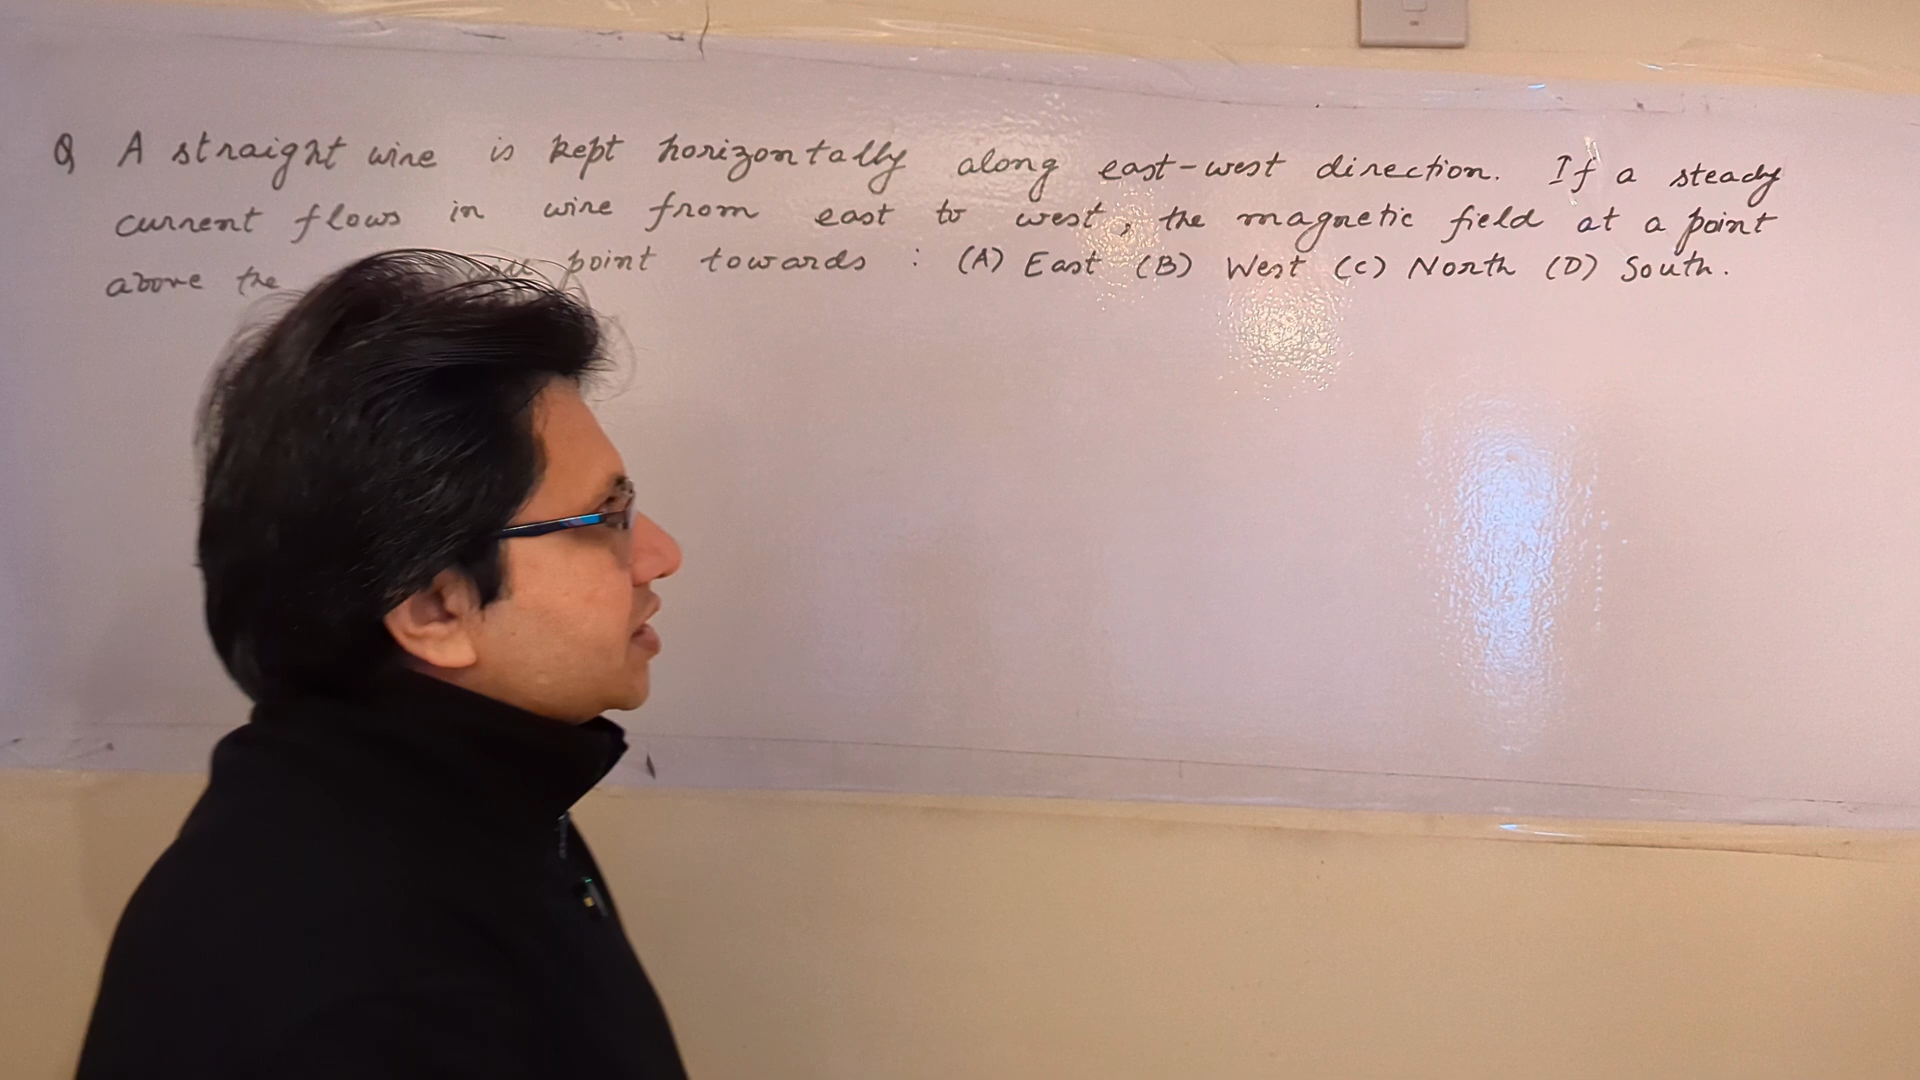 Q A straight wire is kept horizontally along east-west direction. If a steady
current flows in wire from east to west, the magnetic field at a point
above the will point towards : (A) East (B) West (C) North (D) South.